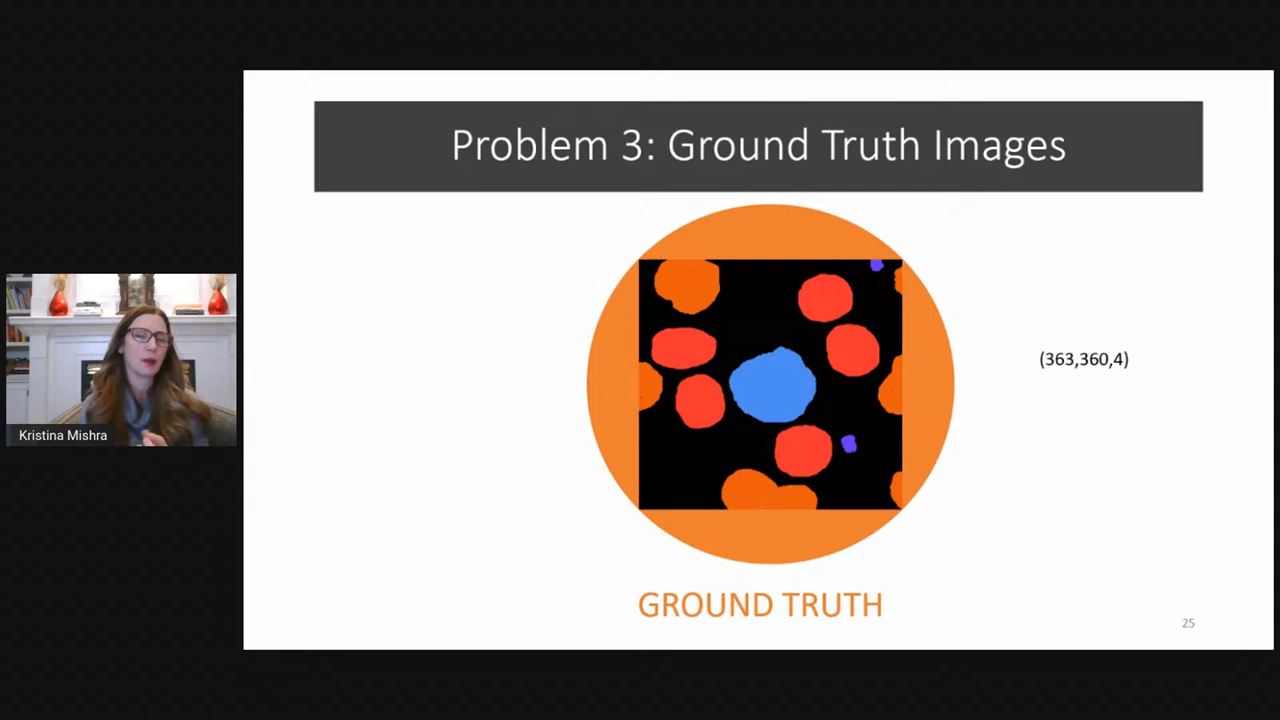 Problem 3: Ground Truth Images
(363,360,4)
Kristina Mishra
GROUND TRUTH
25